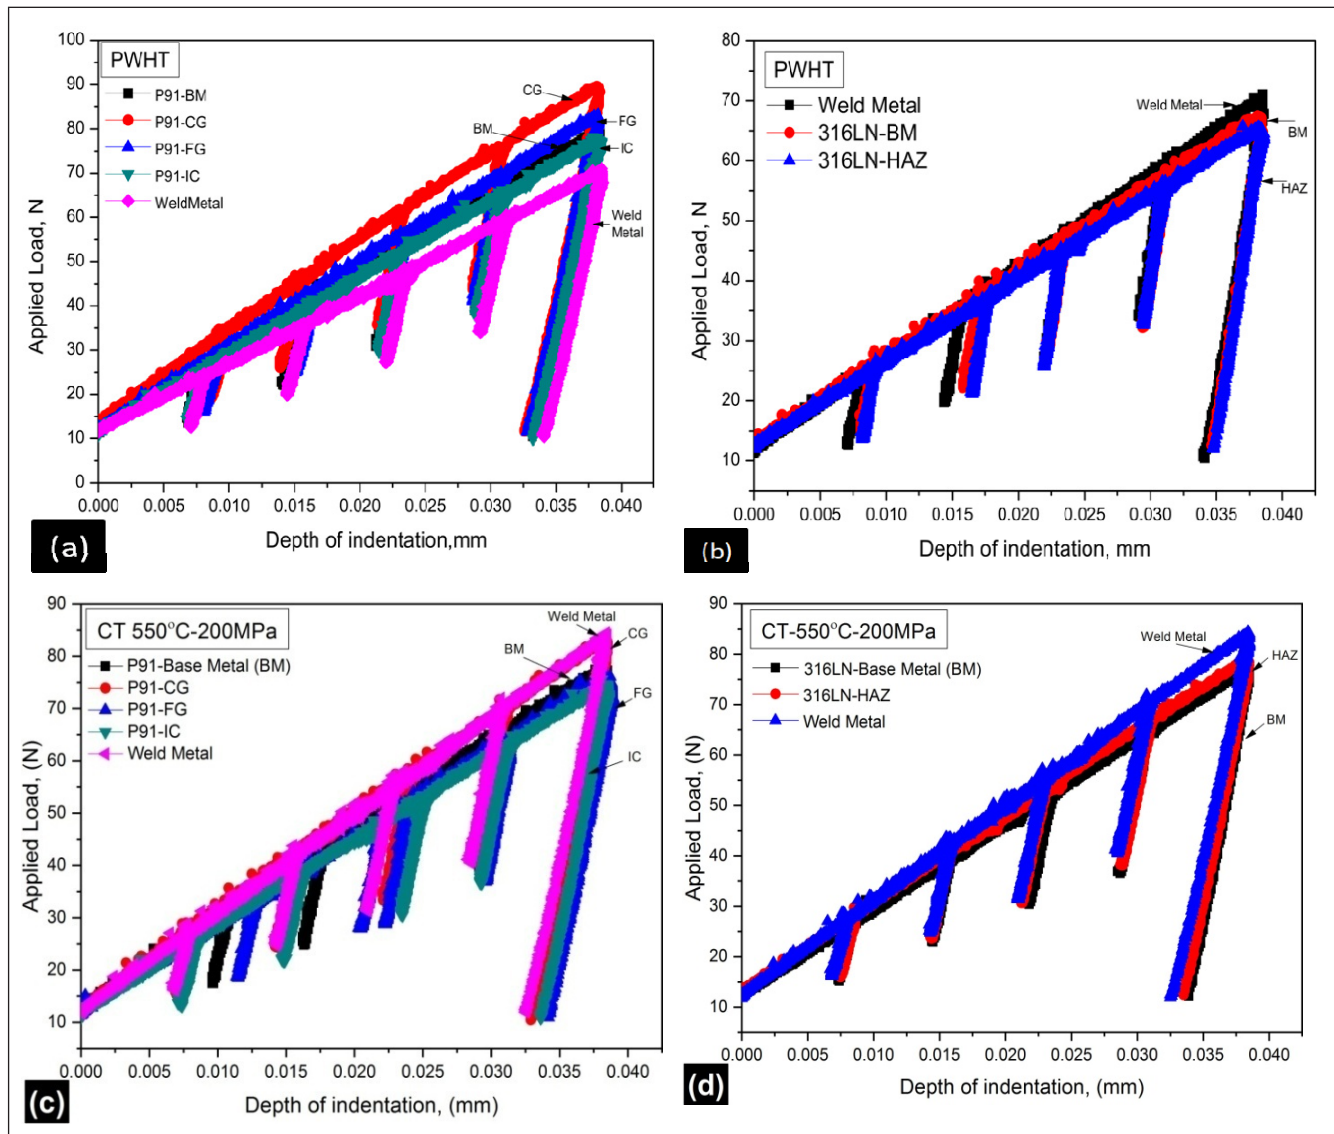 PWHT
P91-BM
P91-CG
P91-FG
P91-IC
WeldMetal
CG
BM
FG
IC
Weld
Metal
100
90
80
70
60
50
40
30
20
10
0
Applied Load, N
0.000 0.005 0.010 0.015 0.020 0.025 0.030 0.035 0.040
Depth of indentation,mm
(a)
PWHT
Weld Metal
316LN-BM
316LN-HAZ
Weld Metal
BM
HAZ
80
70
60
50
40
30
20
10
Applied Load, N
0.000 0.005 0.010 0.015 0.020 0.025 0.030 0.035 0.040
Depth of indentation, mm
(b)
CT 550°C-200MPa
P91-Base Metal (BM)
P91-CG
P91-FG
P91-IC
Weld Metal
Weld Metal
CG
BM
FG
IC
90
80
70
60
50
40
30
20
10
Applied Load, (N)
0.000 0.005 0.010 0.015 0.020 0.025 0.030 0.035 0.040
Depth of indentation, (mm)
(c)
CT-550°C-200MPa
316LN-Base Metal (BM)
316LN-HAZ
Weld Metal
Weld Metal
HAZ
BM
90
80
70
60
50
40
30
20
10
Applied Load, (N)
0.000 0.005 0.010 0.015 0.020 0.025 0.030 0.035 0.040
Depth of indentation, (mm)
(d)